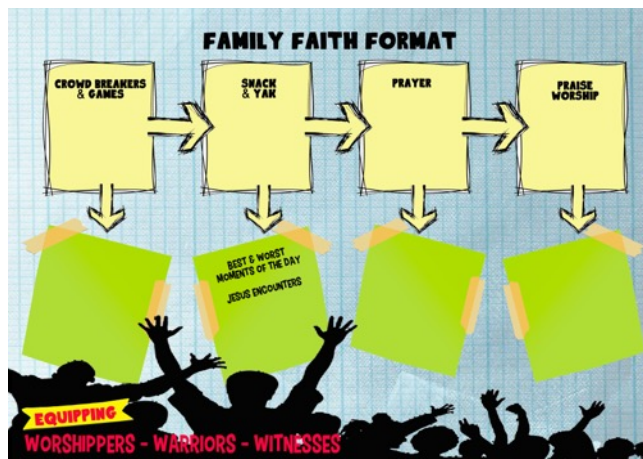 FAMILY FAITH FORMAT
CROWD BREAKERS
& GAMES
SNACK
& YAK
PRAYER
PRAISE
WORSHIP
BEST & WORST
MOMENTS OF THE DAY
JESUS ENCOUNTERS
EQUIPPING
WORSHIPPERS - WARRIORS - WITNESSES